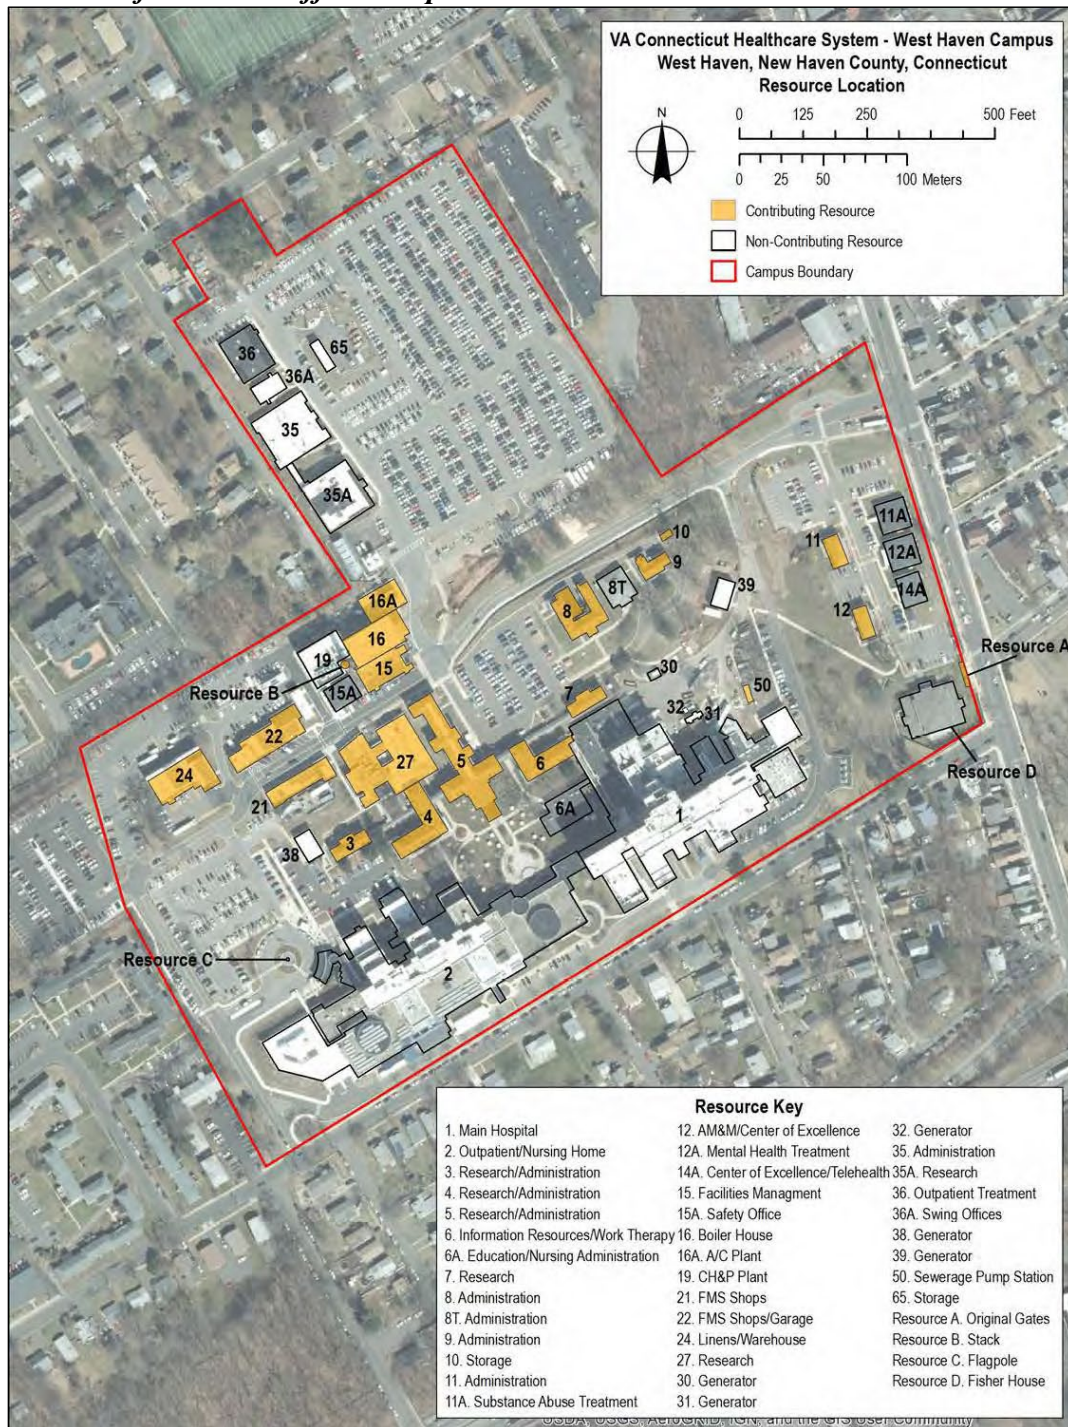 VA Connecticut Healthcare System - West Haven Campus
West Haven, New Haven County, Connecticut
Resource Location
N
0 125 250 500 Feet
0 25 50 100 Meters
Contributing Resource
Non-Contributing Resource
Campus Boundary
36
65
36A
35
35A
11A
10
11
12A
9
8T
14A
16A
39
8
12
16
19
15
Resource A
30
Resource B
15A
7
50
32
31
22
27
5
24
6
Resource D
21
6A
1
4
38
3
Resource C
2
Resource Key
1. Main Hospital
2. Outpatient/Nursing Home
3. Research/Administration
4. Research/Administration
5. Research/Administration
6. Information Resources/Work Therapy
6A. Education/Nursing Administration
7. Research
8. Administration
8T. Administration
9. Administration
10. Storage
11. Administration
11A. Substance Abuse Treatment
12. AM&M/Center of Excellence
12A. Mental Health Treatment
14A. Center of Excellence/Telehealth
15. Facilities Managment
15A. Safety Office
16. Boiler House
16A. A/C Plant
19. CH&P Plant
21. FMS Shops
22. FMS Shops/Garage
24. Linens/Warehouse
27. Research
30. Generator
31. Generator
32. Generator
35. Administration
35A. Research
36. Outpatient Treatment
36A. Swing Offices
38. Generator
39. Generator
50. Sewerage Pump Station
65. Storage
Resource A. Original Gates
Resource B. Stack
Resource C. Flagpole
Resource D. Fisher House